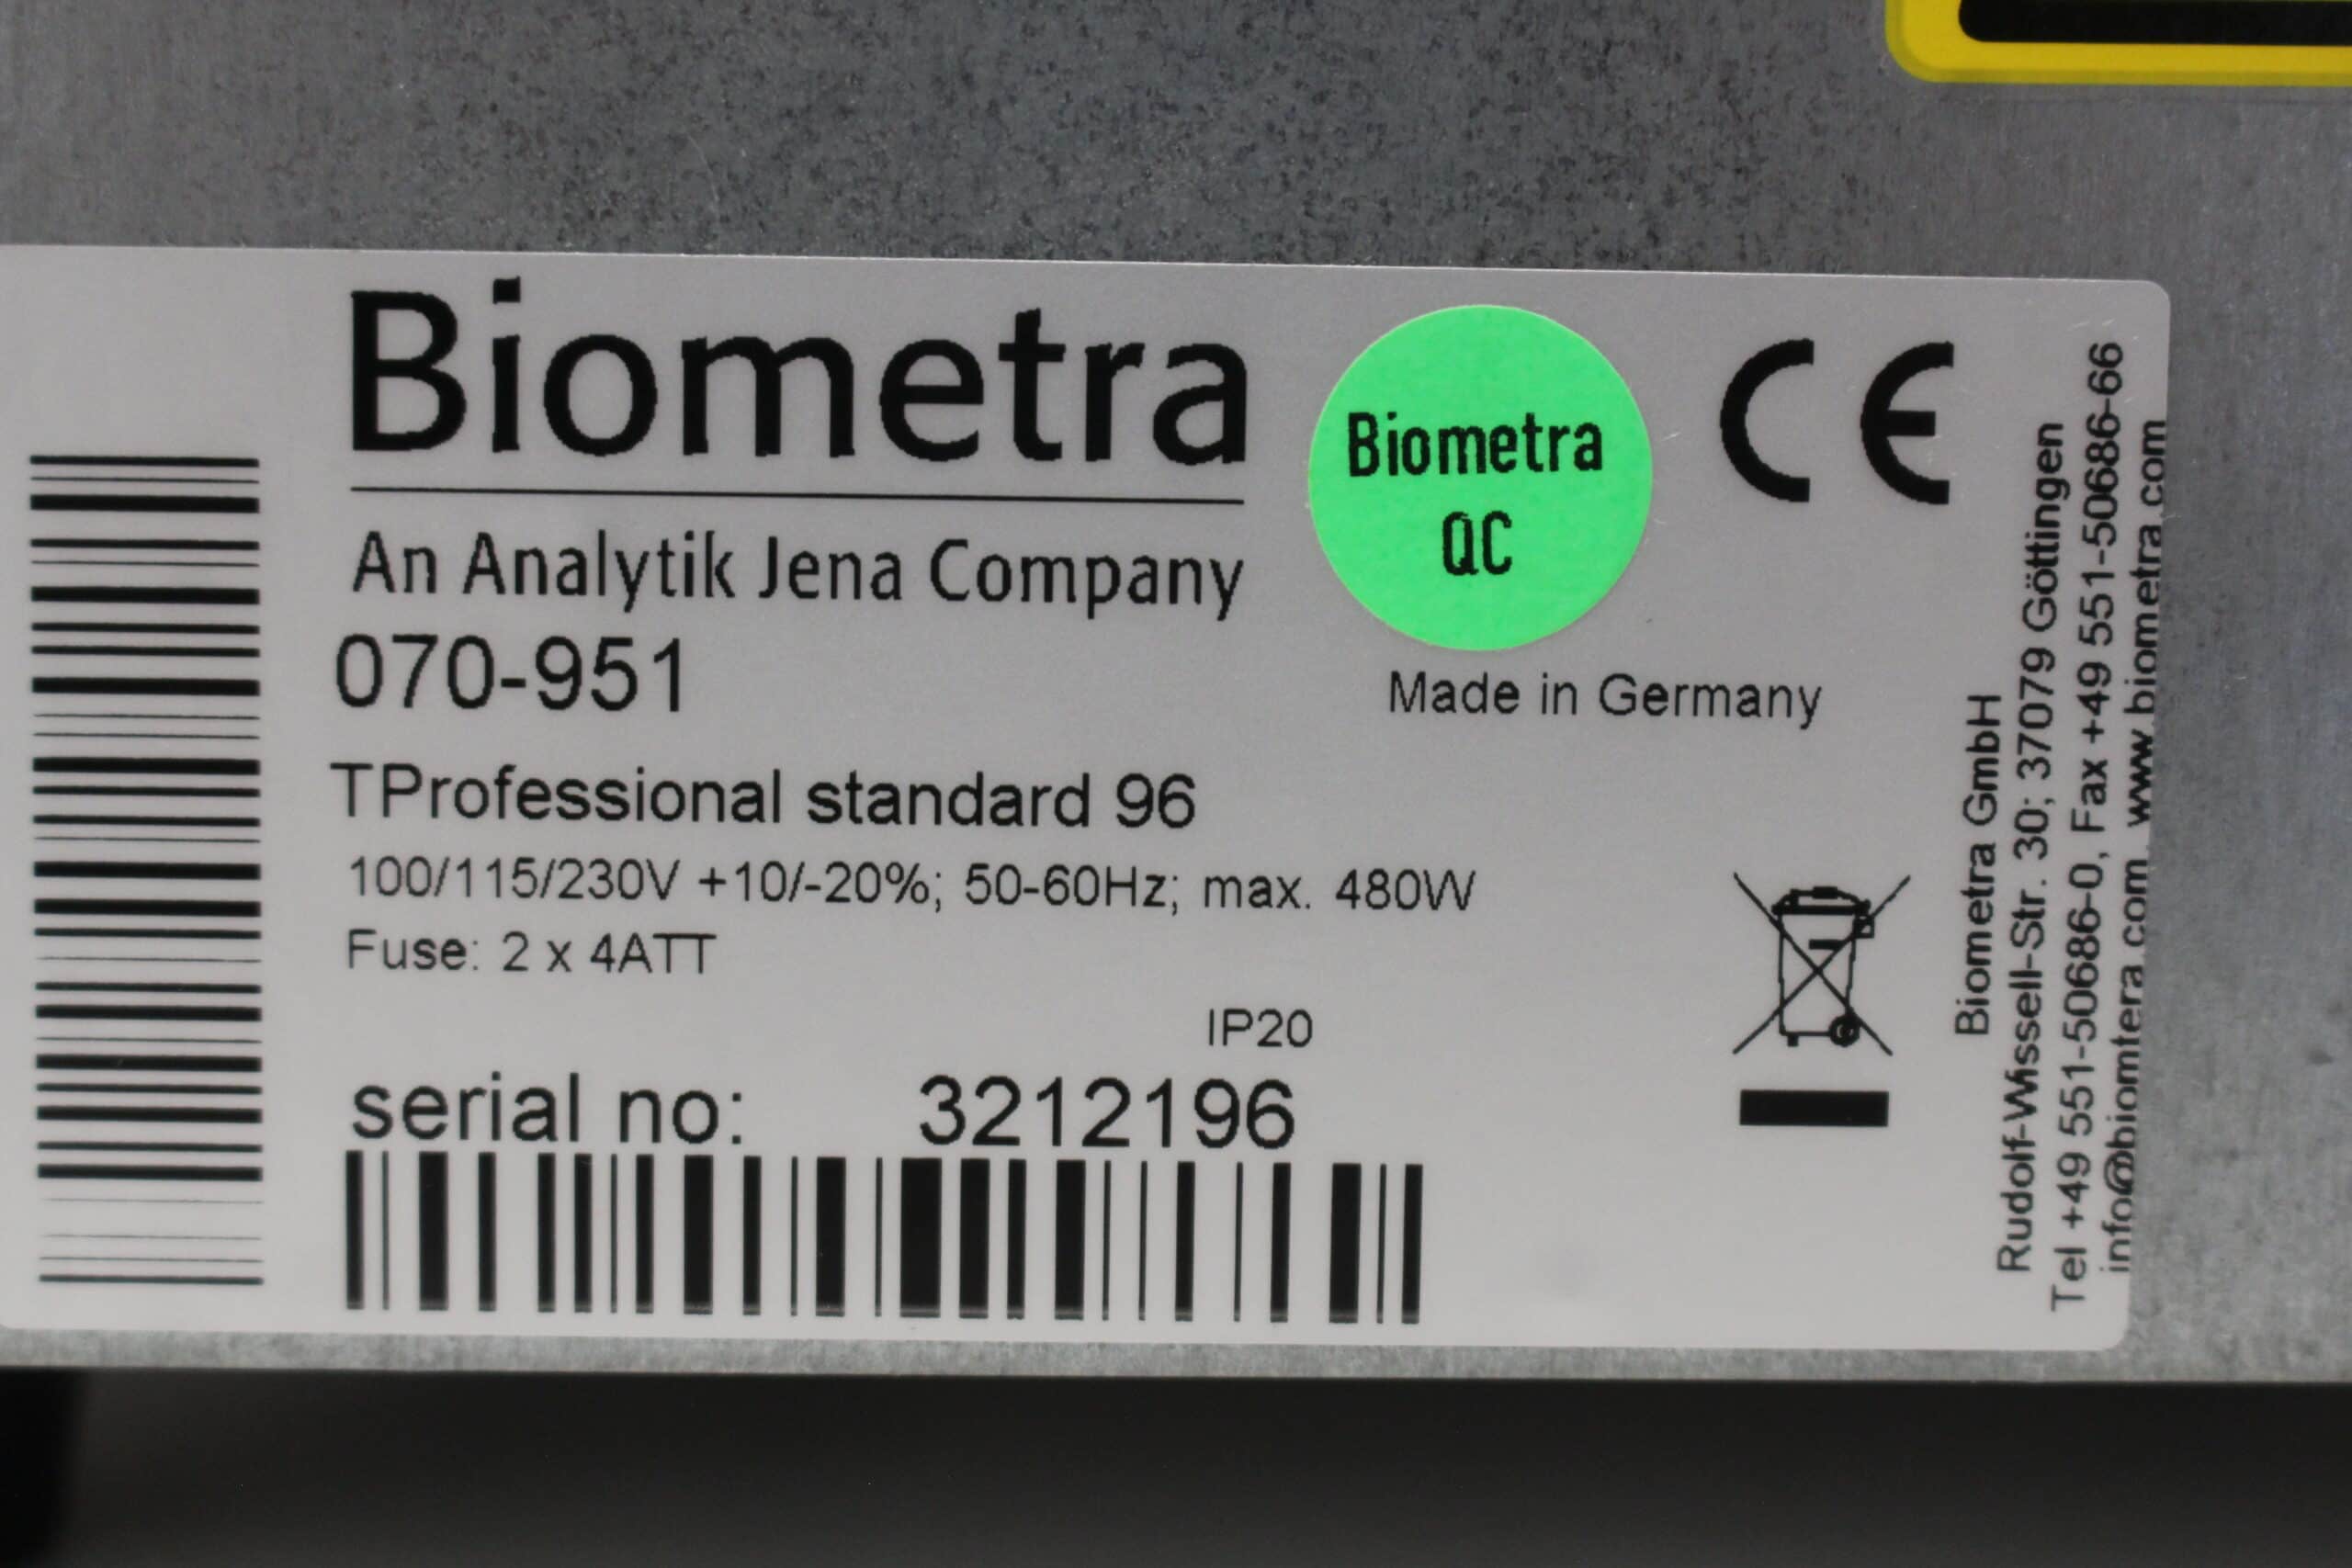 Biometra
An Analytik Jena Company
070-951
Biometra
QC
CE
Made in Germany
TProfessional standard 96
100/115/230V +10/-20%; 50-60Hz; max. 480W
Fuse: 2 x 4ATT
IP20
serial no: 3212196
Biometra GmbH
Rudolf-Wissell-Str. 30; 37079 Göttingen
Tel +49 551-50686-0, Fax +49 551-50686-66
info@biomtera.com www.biometra.com